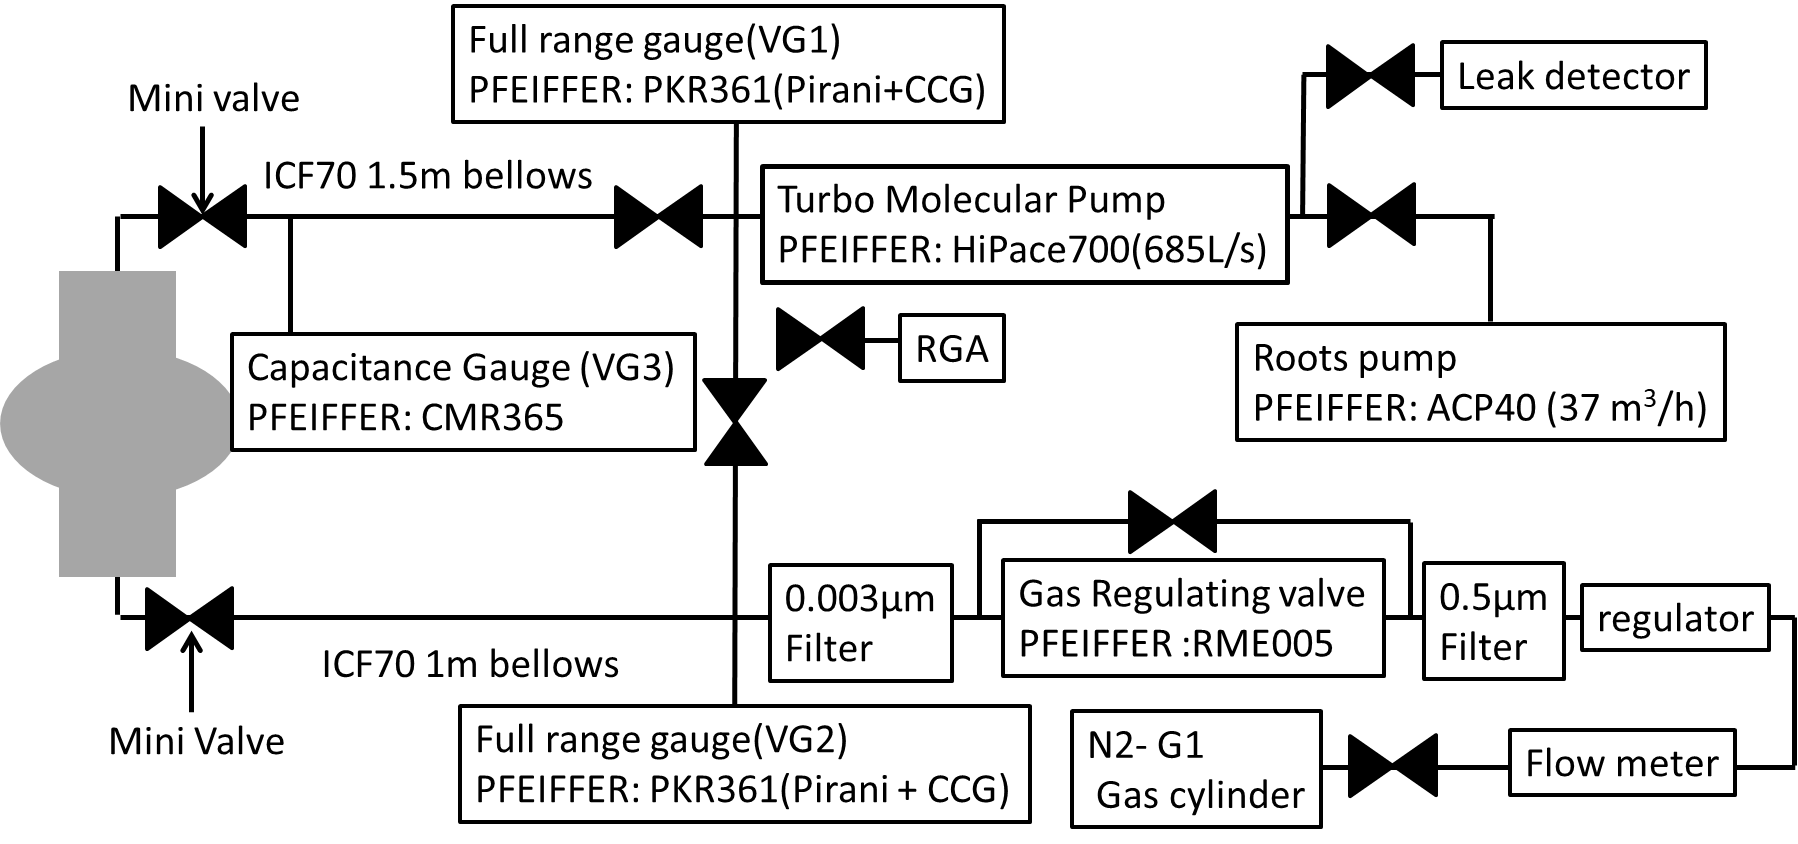 Full range gauge(VG1)
PFEIFFER: PKR361(Pirani+CCG)
Leak detector
Mini valve
ICF70 1.5m bellows
Turbo Molecular Pump
PFEIFFER: HiPace700(685L/s)
RGA
Capacitance Gauge (VG3)
PFEIFFER: CMR365
Roots pump
PFEIFFER: ACP40 (37 m³/h)
0.003μm
Filter
Gas Regulating valve
PFEIFFER :RME005
0.5μm
Filter
regulator
ICF70 1m bellows
Mini Valve
Full range gauge(VG2)
PFEIFFER: PKR361(Pirani + CCG)
N2- G1
Gas cylinder
Flow meter